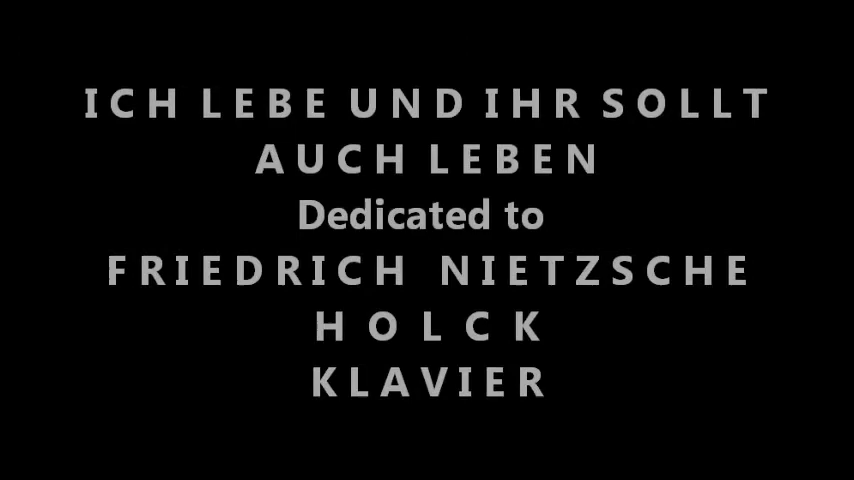 ICH LEBE UND IHR SOLLT
AUCH LEBEN
Dedicated to
FRIEDRICH NIETZSCHE
HOLCK
KLAVIER